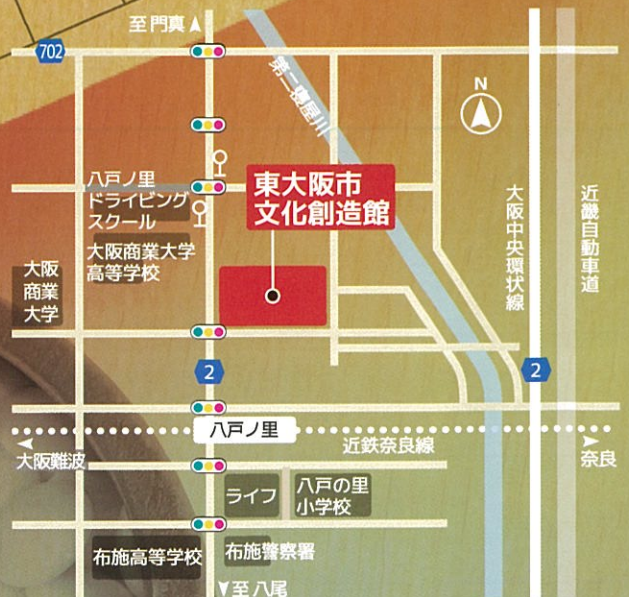 至 門真
702
第二寝屋川
N
八戸ノ里
ドライビング
スクール
東大阪市
文化創造館
大阪中央環状線
近畿自動車道
大阪商業大学
高等学校
大阪
商業
大学
2
2
八戸ノ里
近鉄奈良線
大阪難波
奈良
ライフ
八戸の里
小学校
布施高等学校
布施警察署
至 八尾